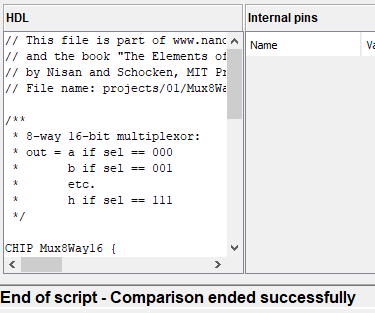 HDL
// This file is part of www.nanc
// and the book "The Elements of
// by Nisan and Schocken, MIT Pr
// File name: projects/01/Mux8Wa
/**
* 8-way 16-bit multiplexor:
* out = a if sel == 000
* b if sel == 001
* etc.
* h if sel == 111
*/
CHIP Mux8Way16 {
Internal pins
Name Va
End of script - Comparison ended successfully